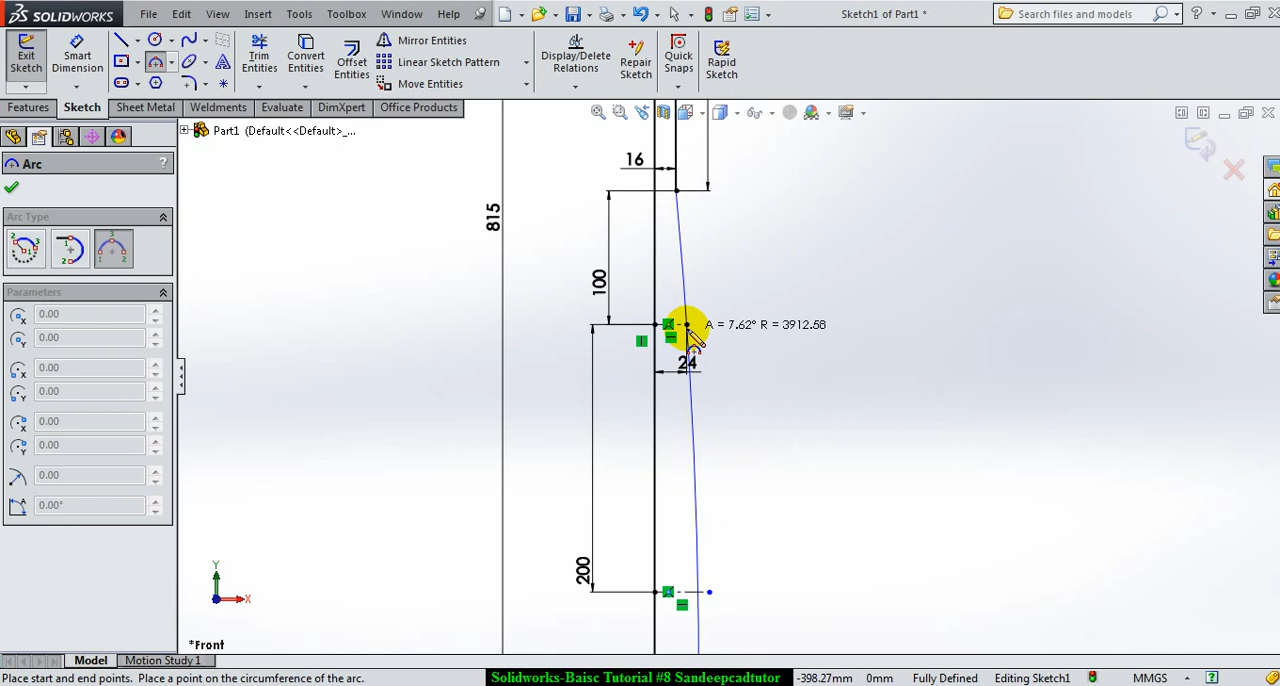 SOLIDWORKS File Edit View Insert Tools Toolbox Window Help Sketch1 of Part1 * Search files and models
Exit Sketch
Smart Dimension
Trim Entities
Convert Entities
Offset Entities
Mirror Entities
Linear Sketch Pattern
Move Entities
Display/Delete Relations
Repair Sketch
Quick Snaps
Rapid Sketch
Features Sketch Sheet Metal Weldments Evaluate DimXpert Office Products
Part1 (Default<<Default>_...
Arc ?
Arc Type
Parameters
0.00
0.00
0.00
0.00
0.00
0.00
0.00
0.00°
16
815
100
A = 7.62° R = 3912.58
24
200
Y
X
*Front
Model Motion Study 1
Place start and end points. Place a point on the circumference of the arc. Solidworks-Baisc Tutorial #8 Sandeepcadtutor -398.27mm 0mm Fully Defined Editing Sketch1 MMGS